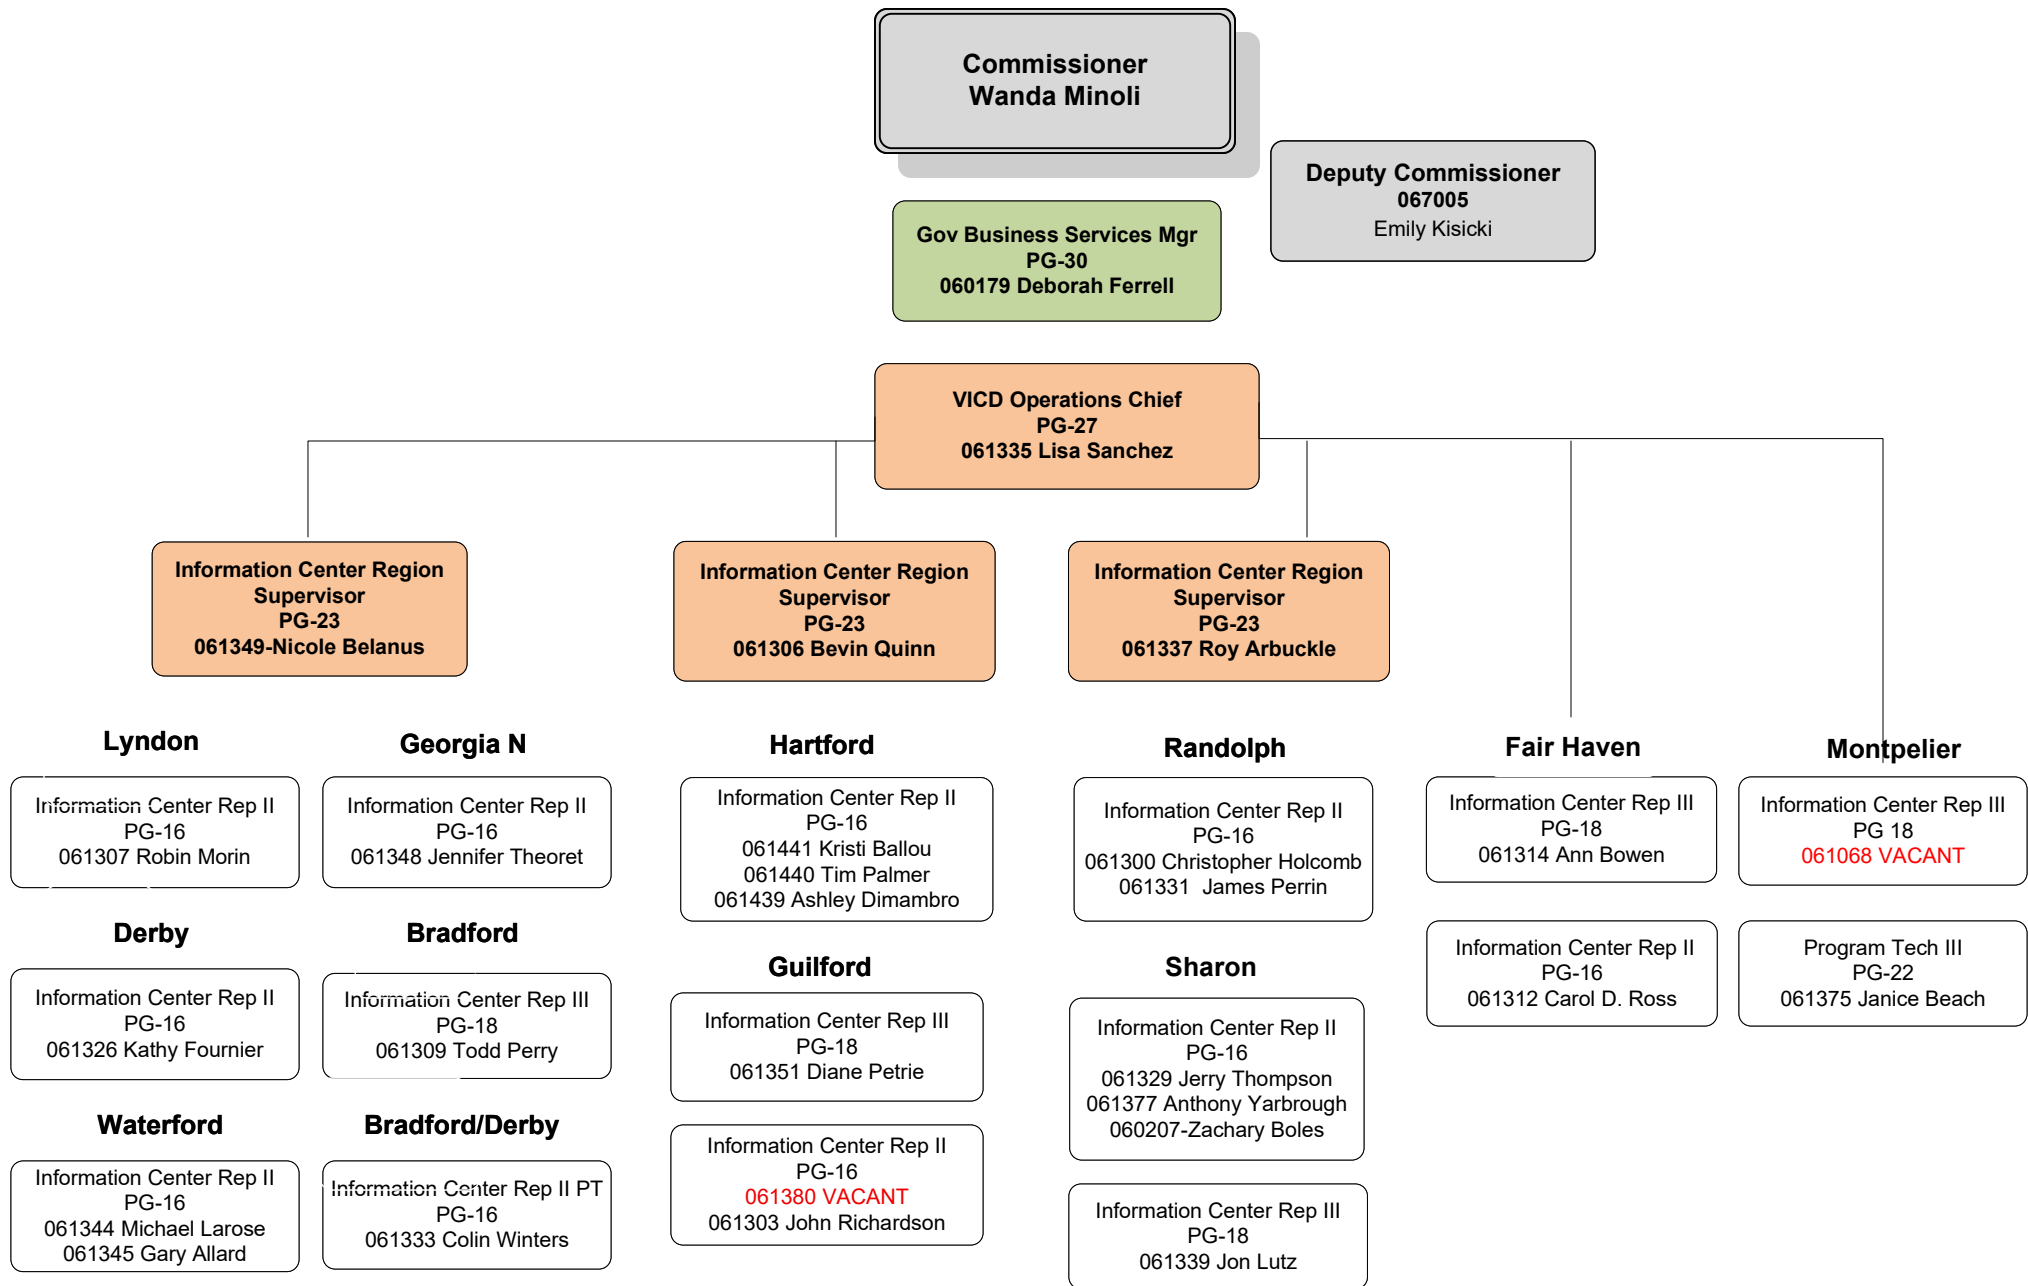 Commissioner
Wanda Minoli
Deputy Commissioner
067005
Emily Kisicki
Gov Business Services Mgr
PG-30
060179 Deborah Ferrell
VICD Operations Chief
PG-27
061335 Lisa Sanchez
Information Center Region
Supervisor
PG-23
061349-Nicole Belanus
Information Center Region
Supervisor
PG-23
061306 Bevin Quinn
Information Center Region
Supervisor
PG-23
061337 Roy Arbuckle
Lyndon
Information Center Rep II
PG-16
061307 Robin Morin
Derby
Information Center Rep II
PG-16
061326 Kathy Fournier
Waterford
Information Center Rep II
PG-16
061344 Michael Larose
061345 Gary Allard
Georgia N
Information Center Rep II
PG-16
061348 Jennifer Theoret
Bradford
Information Center Rep III
PG-18
061309 Todd Perry
Bradford/Derby
Information Center Rep II PT
PG-16
061333 Colin Winters
Hartford
Information Center Rep II
PG-16
061441 Kristi Ballou
061440 Tim Palmer
061439 Ashley Dimambro
Guilford
Information Center Rep III
PG-18
061351 Diane Petrie
Information Center Rep II
PG-16
061380 VACANT
061303 John Richardson
Randolph
Information Center Rep II
PG-16
061300 Christopher Holcomb
061331  James Perrin
Sharon
Information Center Rep II
PG-16
061329 Jerry Thompson
061377 Anthony Yarbrough
060207-Zachary Boles
Information Center Rep III
PG-18
061339 Jon Lutz
Fair Haven
Information Center Rep III
PG-18
061314 Ann Bowen
Information Center Rep II
PG-16
061312 Carol D. Ross
Montpelier
Information Center Rep III
PG 18
061068 VACANT
Program Tech III
PG-22
061375 Janice Beach